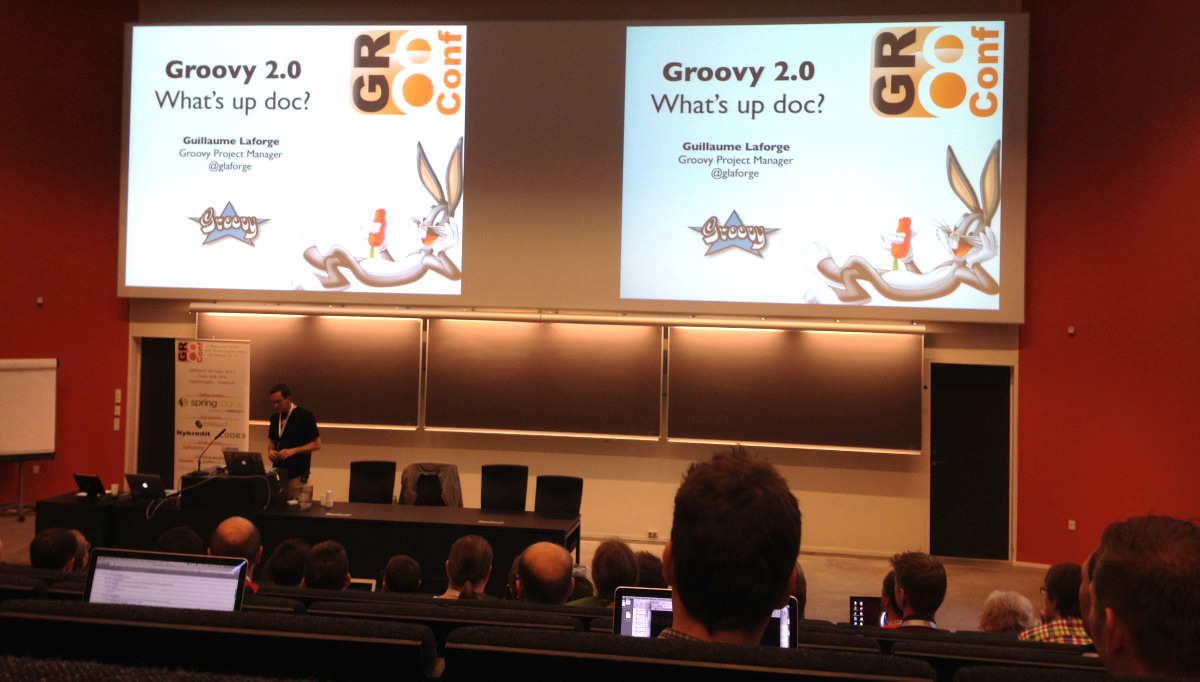 Groovy 2.0
What's up doc?
Guillaume Laforge
Groovy Project Manager
@glaforge
Groovy
GR8
Conf
Groovy 2.0
What's up doc?
Guillaume Laforge
Groovy Project Manager
@glaforge
Groovy
GR8
Conf
GR8
Conf
spring
Nykredit